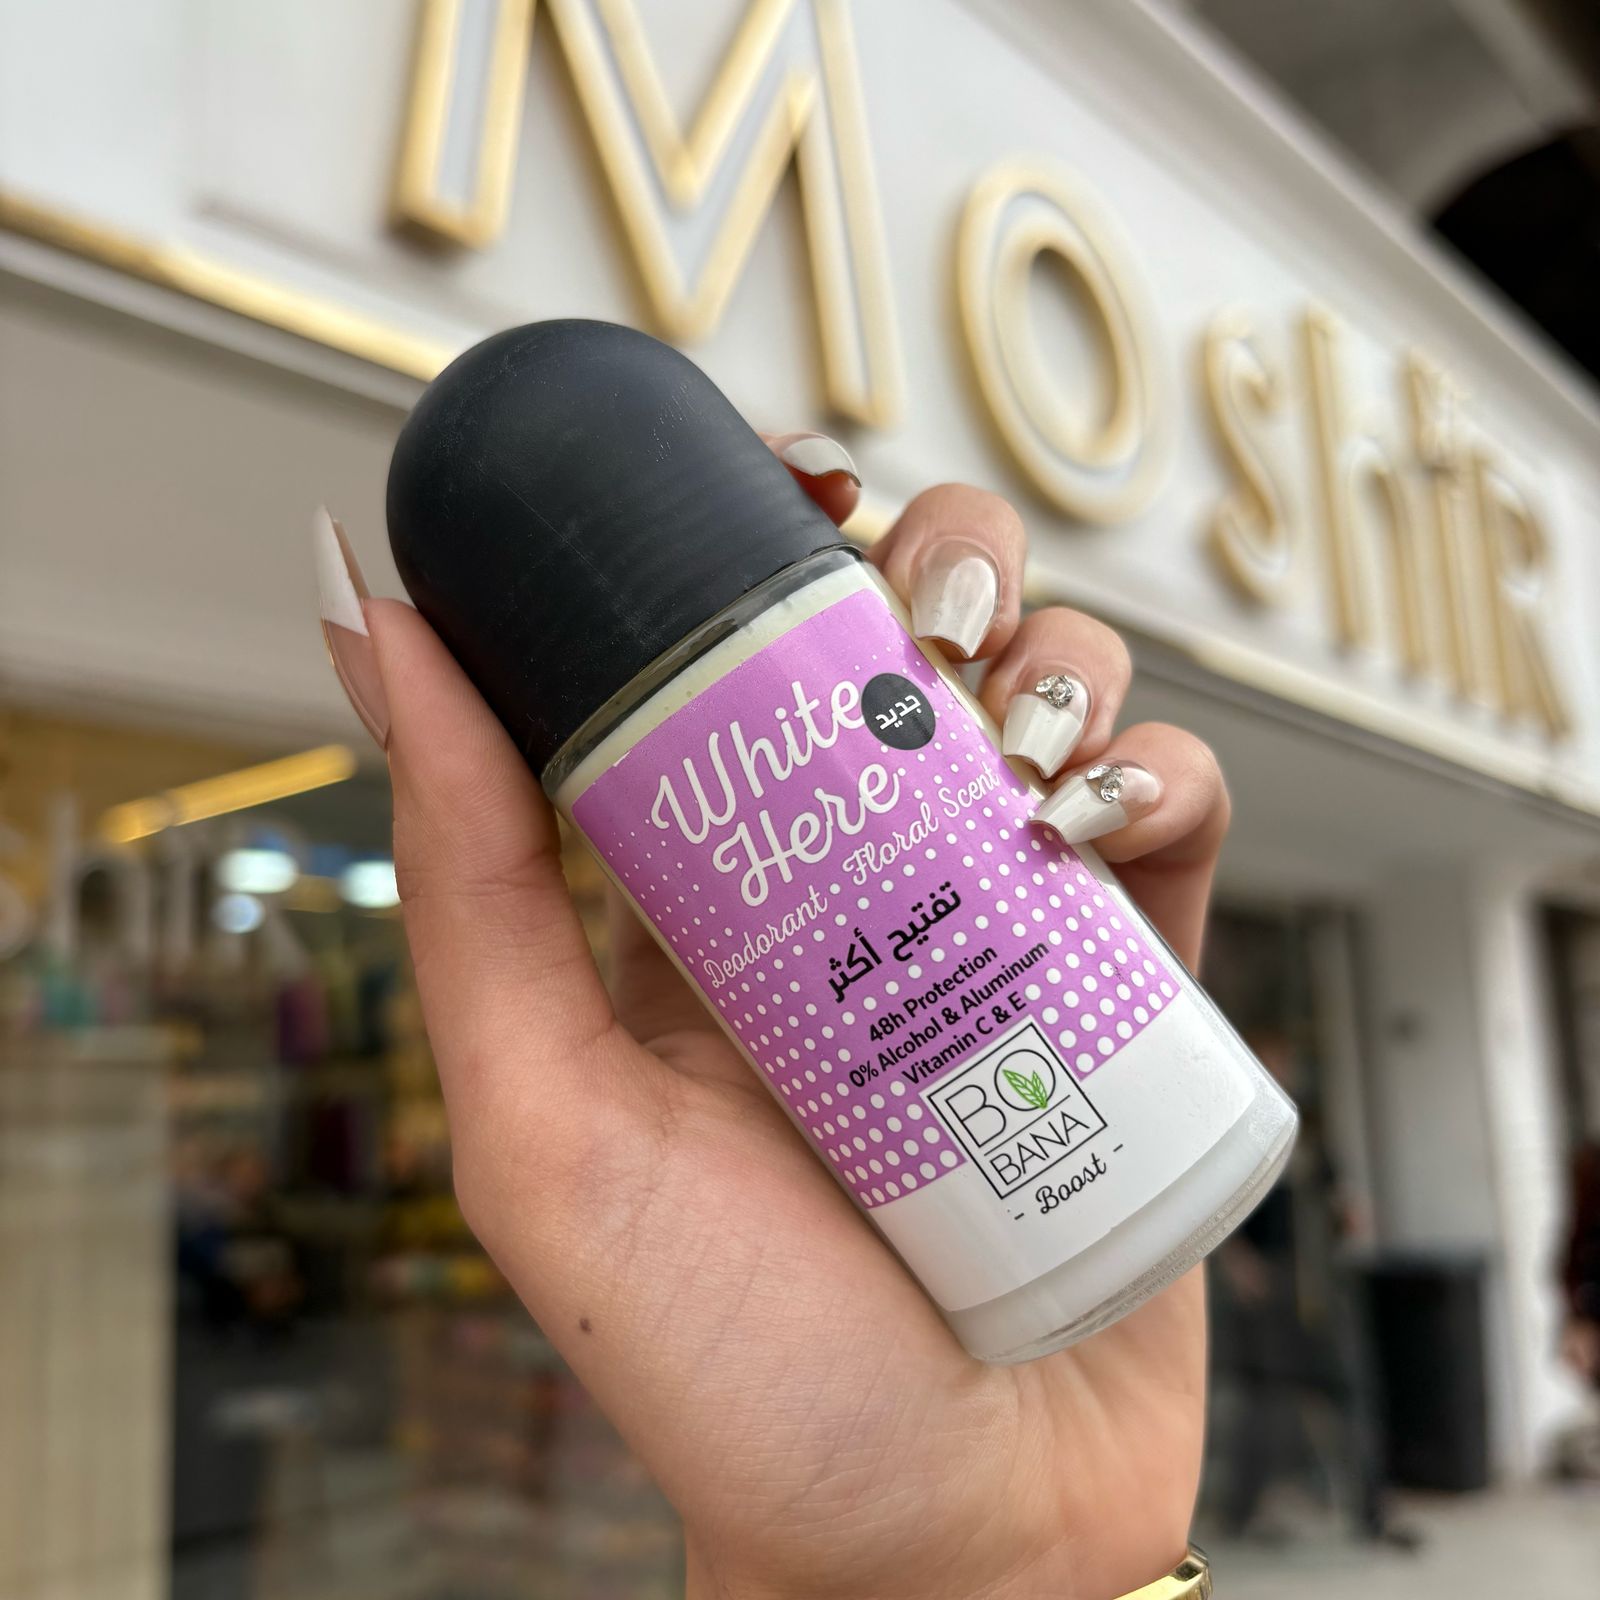 MoshiR
White
جديد
Here
Deodorant • Floral Scent
تفتيح أكثر
48h Protection
0% Alcohol & Aluminum
Vitamin C & E
BO
BANA
- Boost -